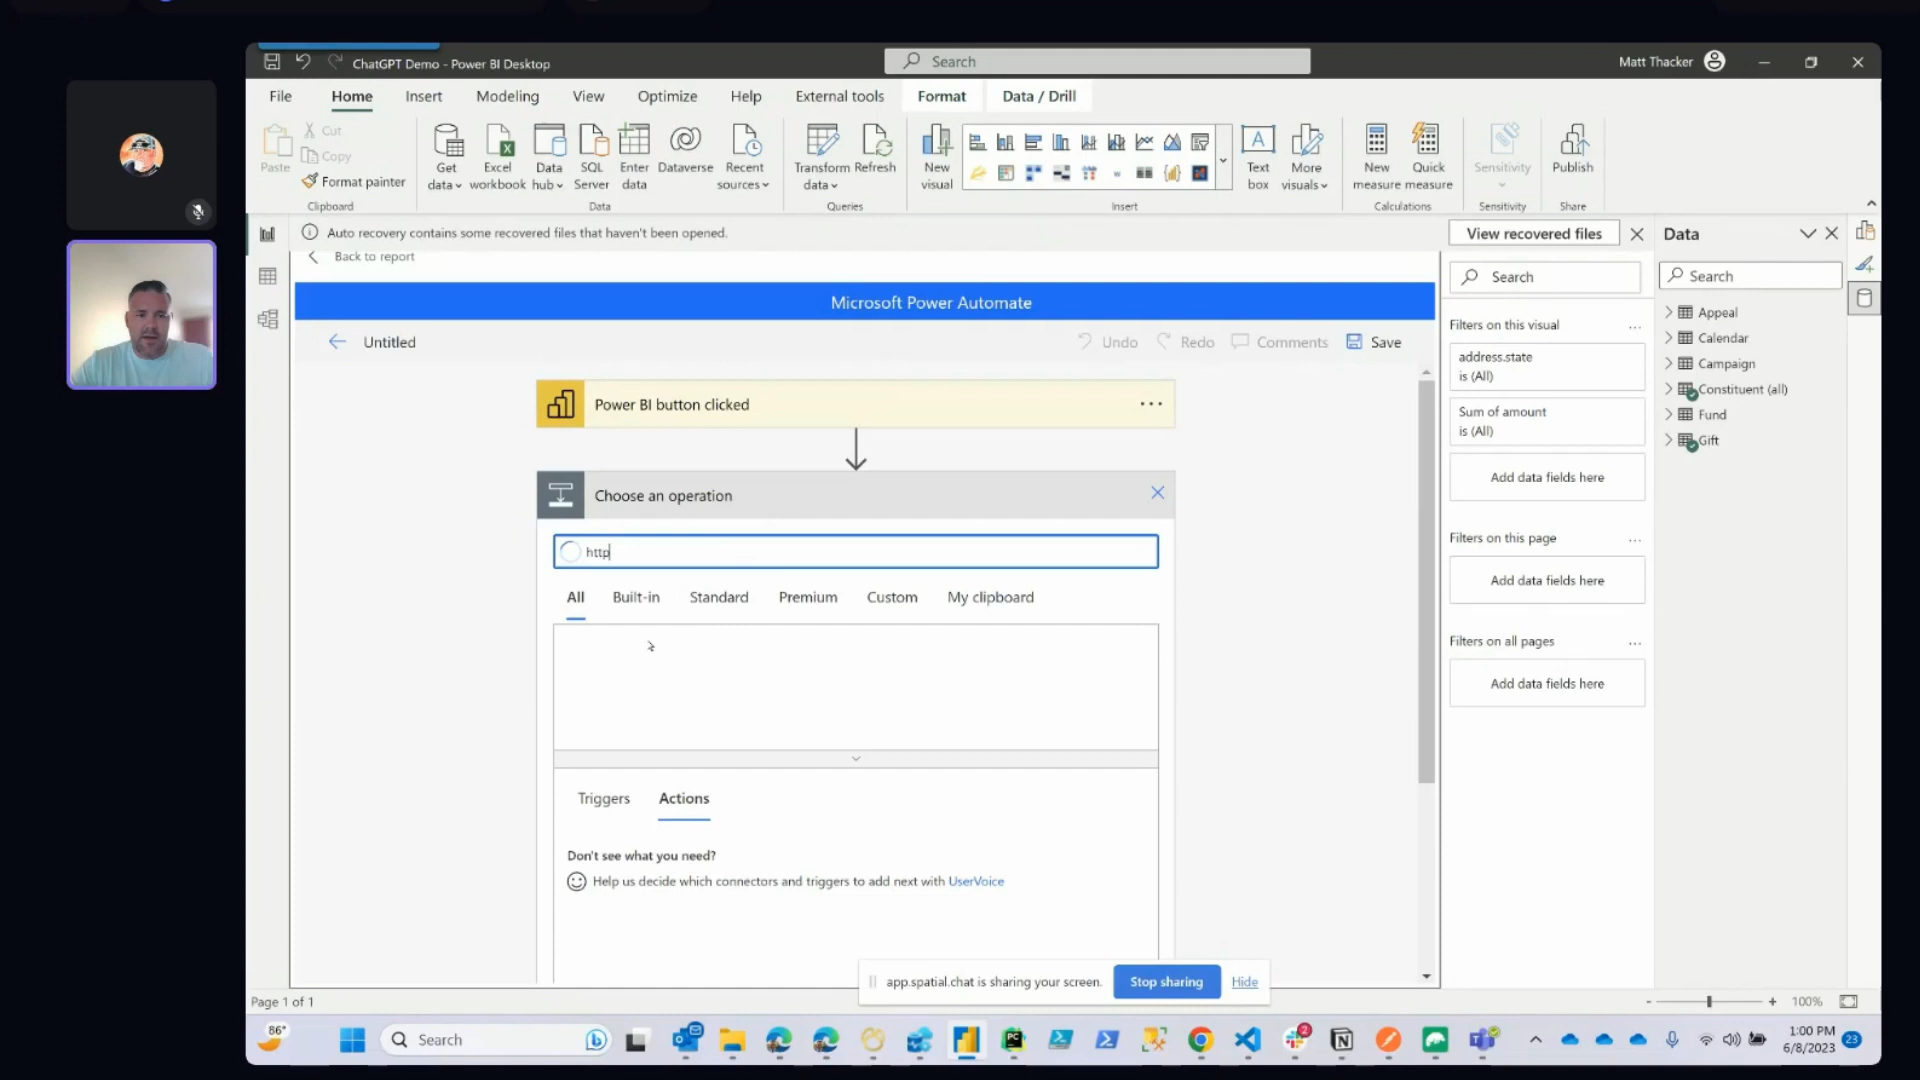 ChatGPT Demo - Power BI Desktop
Search
Matt Thacker
File Home Insert Modeling View Optimize Help External tools Format Data / Drill
Paste
Cut
Copy
Format painter
Clipboard
Get data
Excel workbook
Data hub
SQL Server
Enter data
Dataverse
Recent sources
Data
Transform data
Refresh
Queries
New visual
Text box
More visuals
Insert
New measure
Quick measure
Calculations
Sensitivity
Sensitivity
Publish
Share
Auto recovery contains some recovered files that haven't been opened.
View recovered files
Back to report
Microsoft Power Automate
Untitled
Undo Redo Comments Save
Power BI button clicked
Choose an operation
http
All Built-in Standard Premium Custom My clipboard
Triggers Actions
Don't see what you need?
Help us decide which connectors and triggers to add next with UserVoice
Search
Filters on this visual
address.state
is (All)
Sum of amount
is (All)
Add data fields here
Filters on this page
Add data fields here
Filters on all pages
Add data fields here
Data
Search
Appeal
Calendar
Campaign
Constituent (all)
Fund
Gift
app.spatial.chat is sharing your screen. Stop sharing Hide
Page 1 of 1
100%
86°
Search
2
1:00 PM
6/8/2023
23